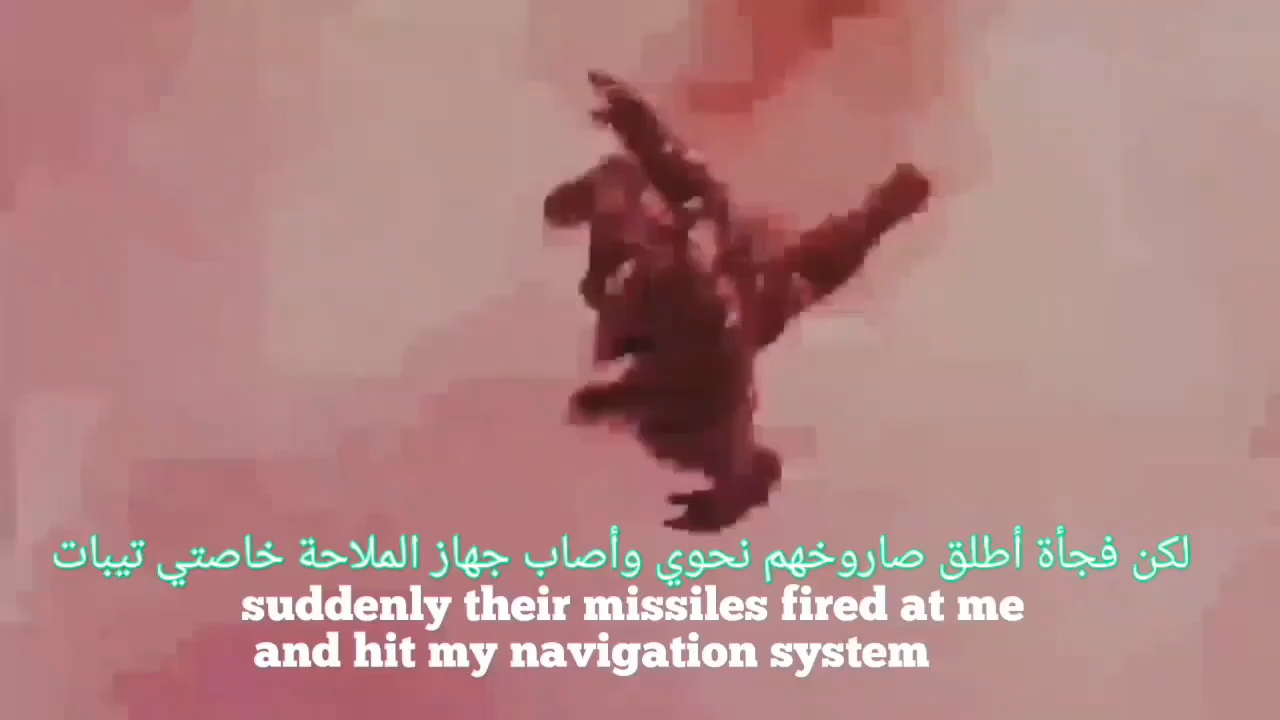 لكن فجأة أطلق صاروخهم نحوي وأصاب جهاز الملاحة خاصتي تيبات
suddenly their missiles fired at me
and hit my navigation system